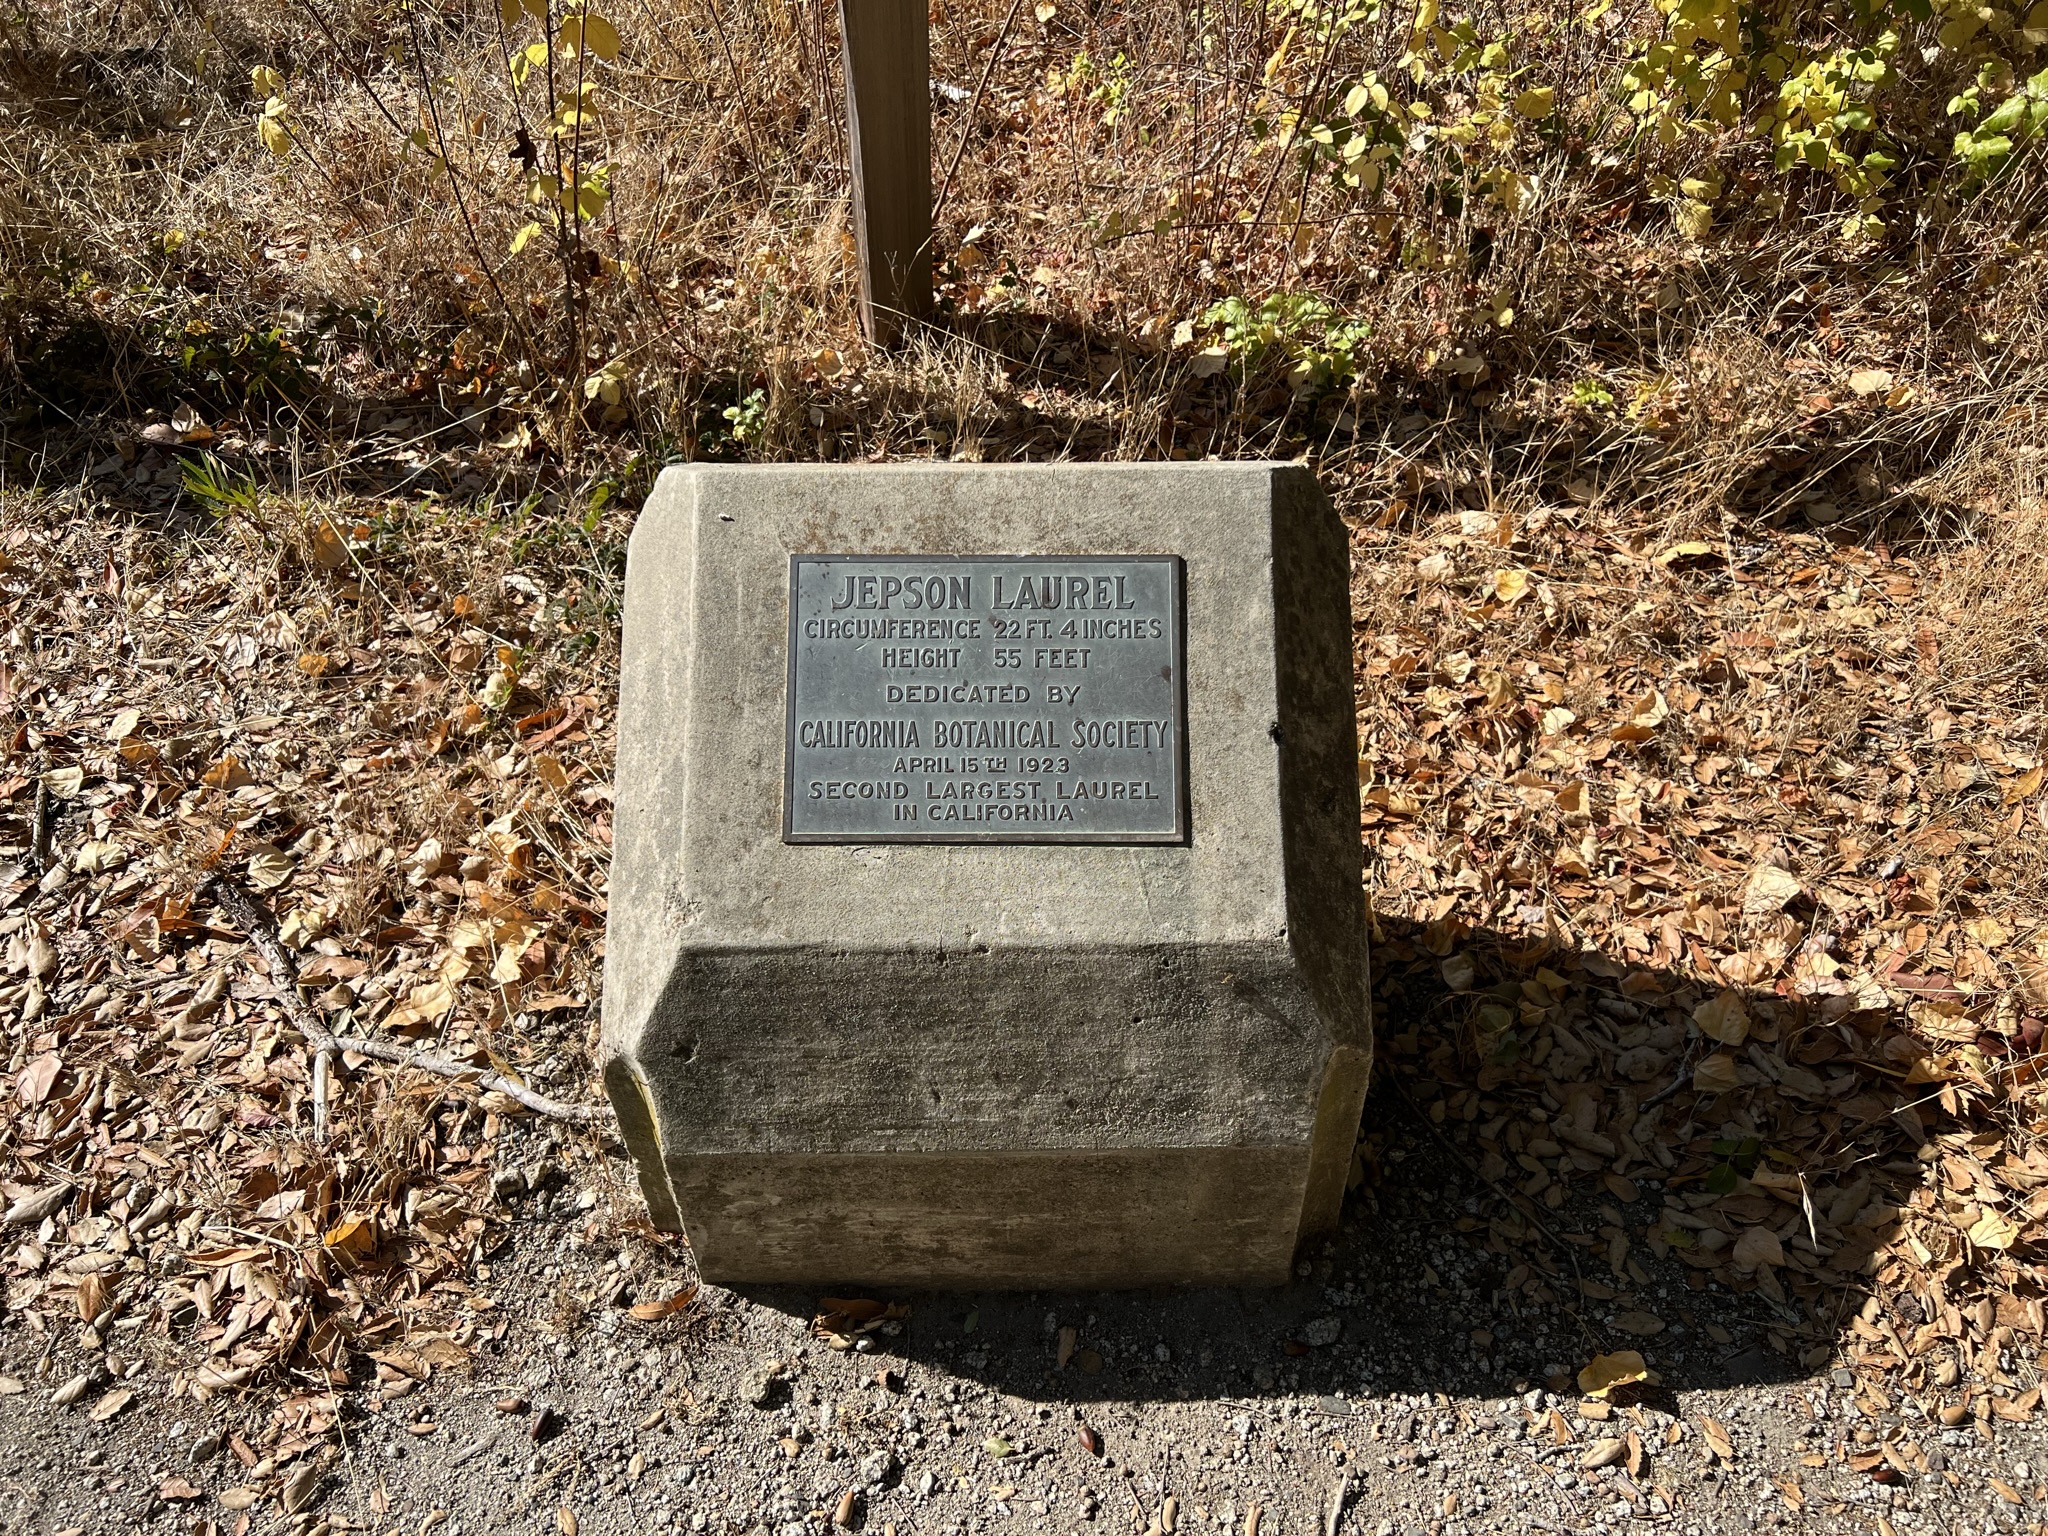 JEPSON LAUREL
CIRCUMFERENCE 22 FT. 4 INCHES
HEIGHT 55 FEET
DEDICATED BY
CALIFORNIA BOTANICAL SOCIETY
APRIL 15TH 1923
SECOND LARGEST LAUREL
IN CALIFORNIA